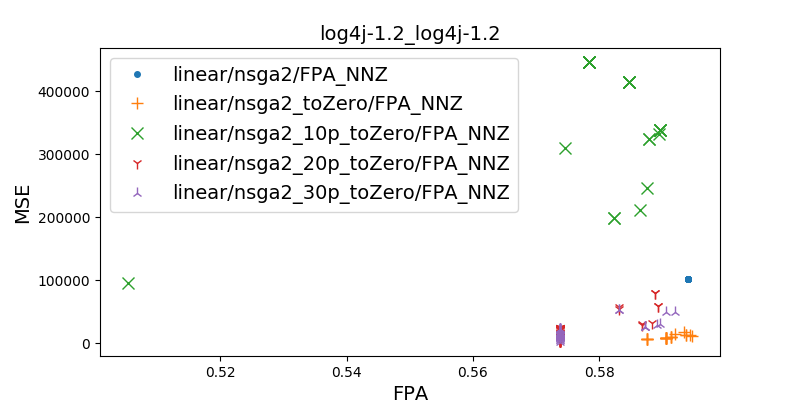 log4j-1.2_log4j-1.2
linear/nsga2/FPA_NNZ
linear/nsga2_toZero/FPA_NNZ
linear/nsga2_10p_toZero/FPA_NNZ
linear/nsga2_20p_toZero/FPA_NNZ
linear/nsga2_30p_toZero/FPA_NNZ
MSE
400000
300000
200000
100000
0
0.52 0.54 0.56 0.58
FPA